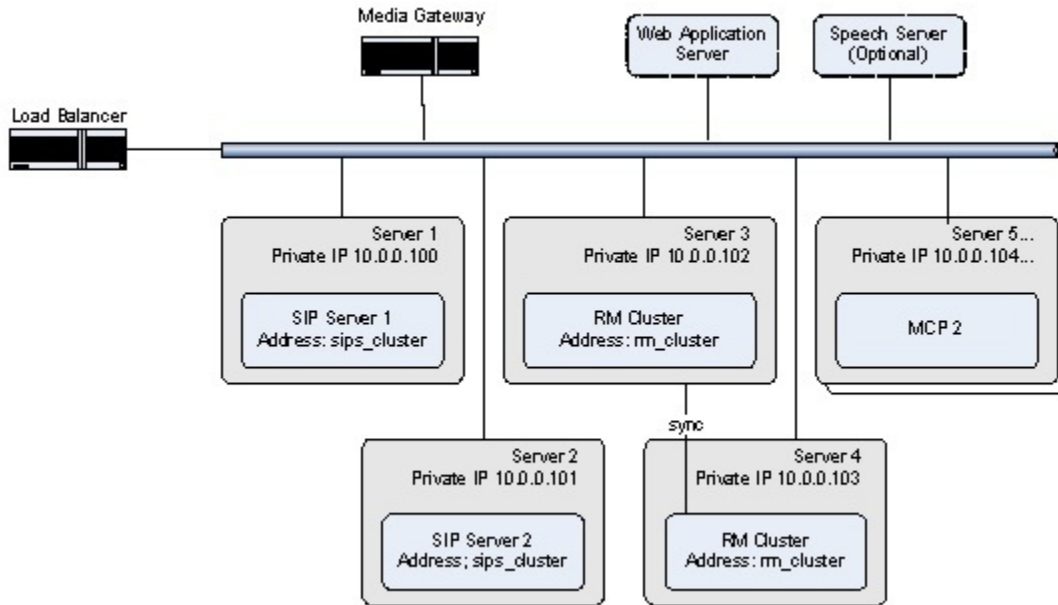 Media Gateway
Web Application
Server
Speech Server
(Optional)
Load Balancer
Server 1
Private IP 10.0.0.100
SIP Server 1
Address: sips_cluster
Server 3
Private IP 10.0.0.102
RM Cluster
Address: rm_cluster
Server 5...
Private IP 10.0.0.104...
MCP 2
sync
Server 2
Private IP 10.0.0.101
SIP Server 2
Address; sips_cluster
Server 4
Private IP 10.0.0.103
RM Cluster
Address: rm_cluster